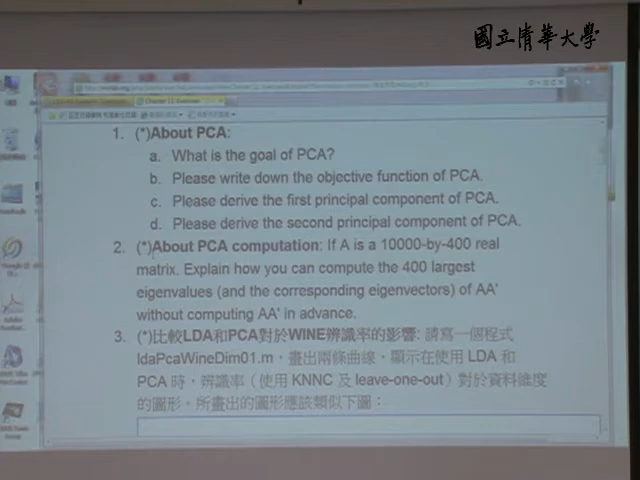 國立清華大學
Chapter 11: Exercises
1. (*)About PCA:
a. What is the goal of PCA?
b. Please write down the objective function of PCA.
c. Please derive the first principal component of PCA.
d. Please derive the second principal component of PCA.
2. (*)About PCA computation: If A is a 10000-by-400 real
matrix. Explain how you can compute the 400 largest
eigenvalues (and the corresponding eigenvectors) of AA'
without computing AA' in advance.
3. (*)比較LDA和PCA對於WINE辨識率的影響: 請寫一個程式
ldaPcaWineDim01.m，畫出兩條曲線，顯示在使用 LDA 和
PCA 時，辨識率（使用 KNNC 及 leave-one-out）對於資料維度
的圖形，所畫出的圖形應該類似下圖：